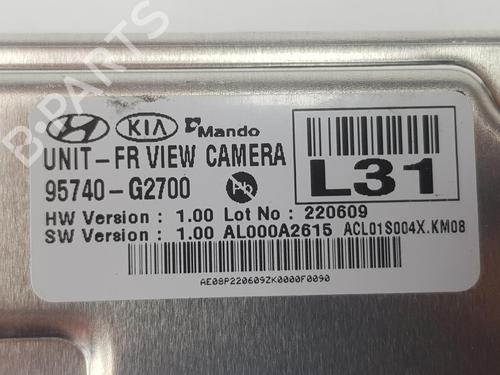 HYUNDAI KIA Mando
UNIT-FR VIEW CAMERA
95740-G2700 Pb
L31
HW Version : 1.00 Lot No : 220609
SW Version : 1.00 AL000A2615 ACL01S004X.KM08
AE08P220609ZK0000F0090
B-PARTS